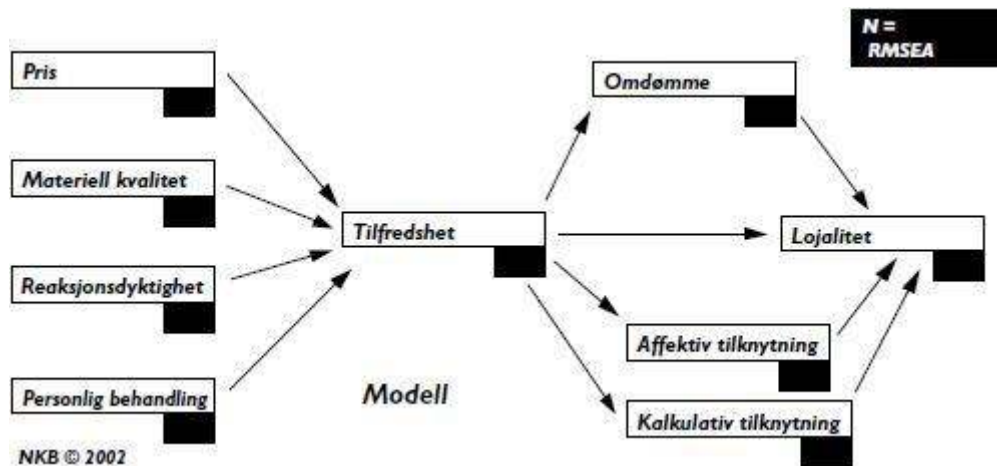 N =
RMSEA
Pris
Omdømme
Materiell kvalitet
Tilfredshet
Lojalitet
Reaksjonsdyktighet
Affektiv tilknytning
Personlig behandling
Modell
Kalkulativ tilknytning
NKB © 2002